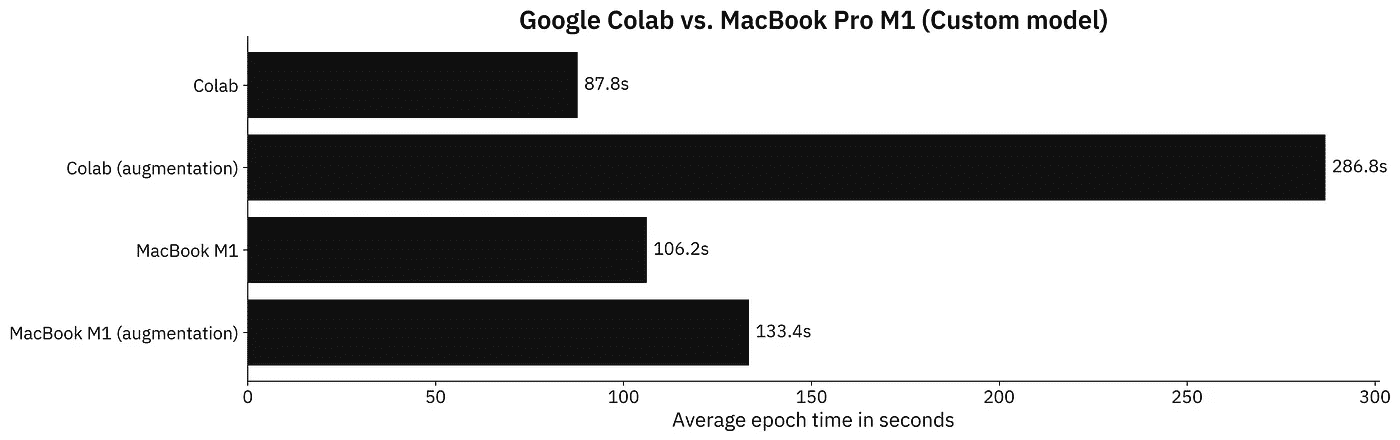 Google Colab vs. MacBook Pro M1 (Custom model)
Colab
87.8s
Colab (augmentation)
286.8s
MacBook M1
106.2s
MacBook M1 (augmentation)
133.4s
0 50 100 150 200 250 300
Average epoch time in seconds